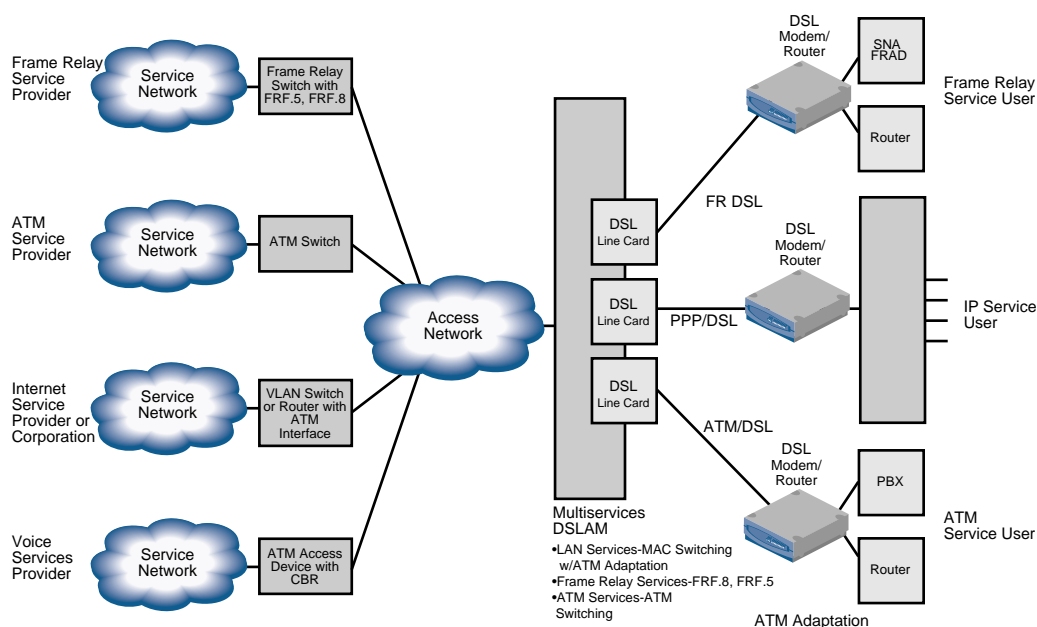 Frame Relay
Service
Provider
Service
Network
Frame Relay
Switch with
FRF.5, FRF.8
ATM
Service
Provider
Service
Network
ATM Switch
Internet
Service
Provider or
Corporation
Service
Network
VLAN Switch
or Router with
ATM
Interface
Voice
Services
Provider
Service
Network
ATM Access
Device with
CBR
Access
Network
DSL
Line Card
DSL
Line Card
DSL
Line Card
Multiservices
DSLAM
•LAN Services-MAC Switching
w/ATM Adaptation
•Frame Relay Services-FRF.8, FRF.5
•ATM Services-ATM
Switching
FR DSL
PPP/DSL
ATM/DSL
DSL
Modem/
Router
SNA
FRAD
Router
Frame Relay
Service User
DSL
Modem/
Router
IP Service
User
DSL
Modem/
Router
PBX
Router
ATM
Service User
ATM Adaptation